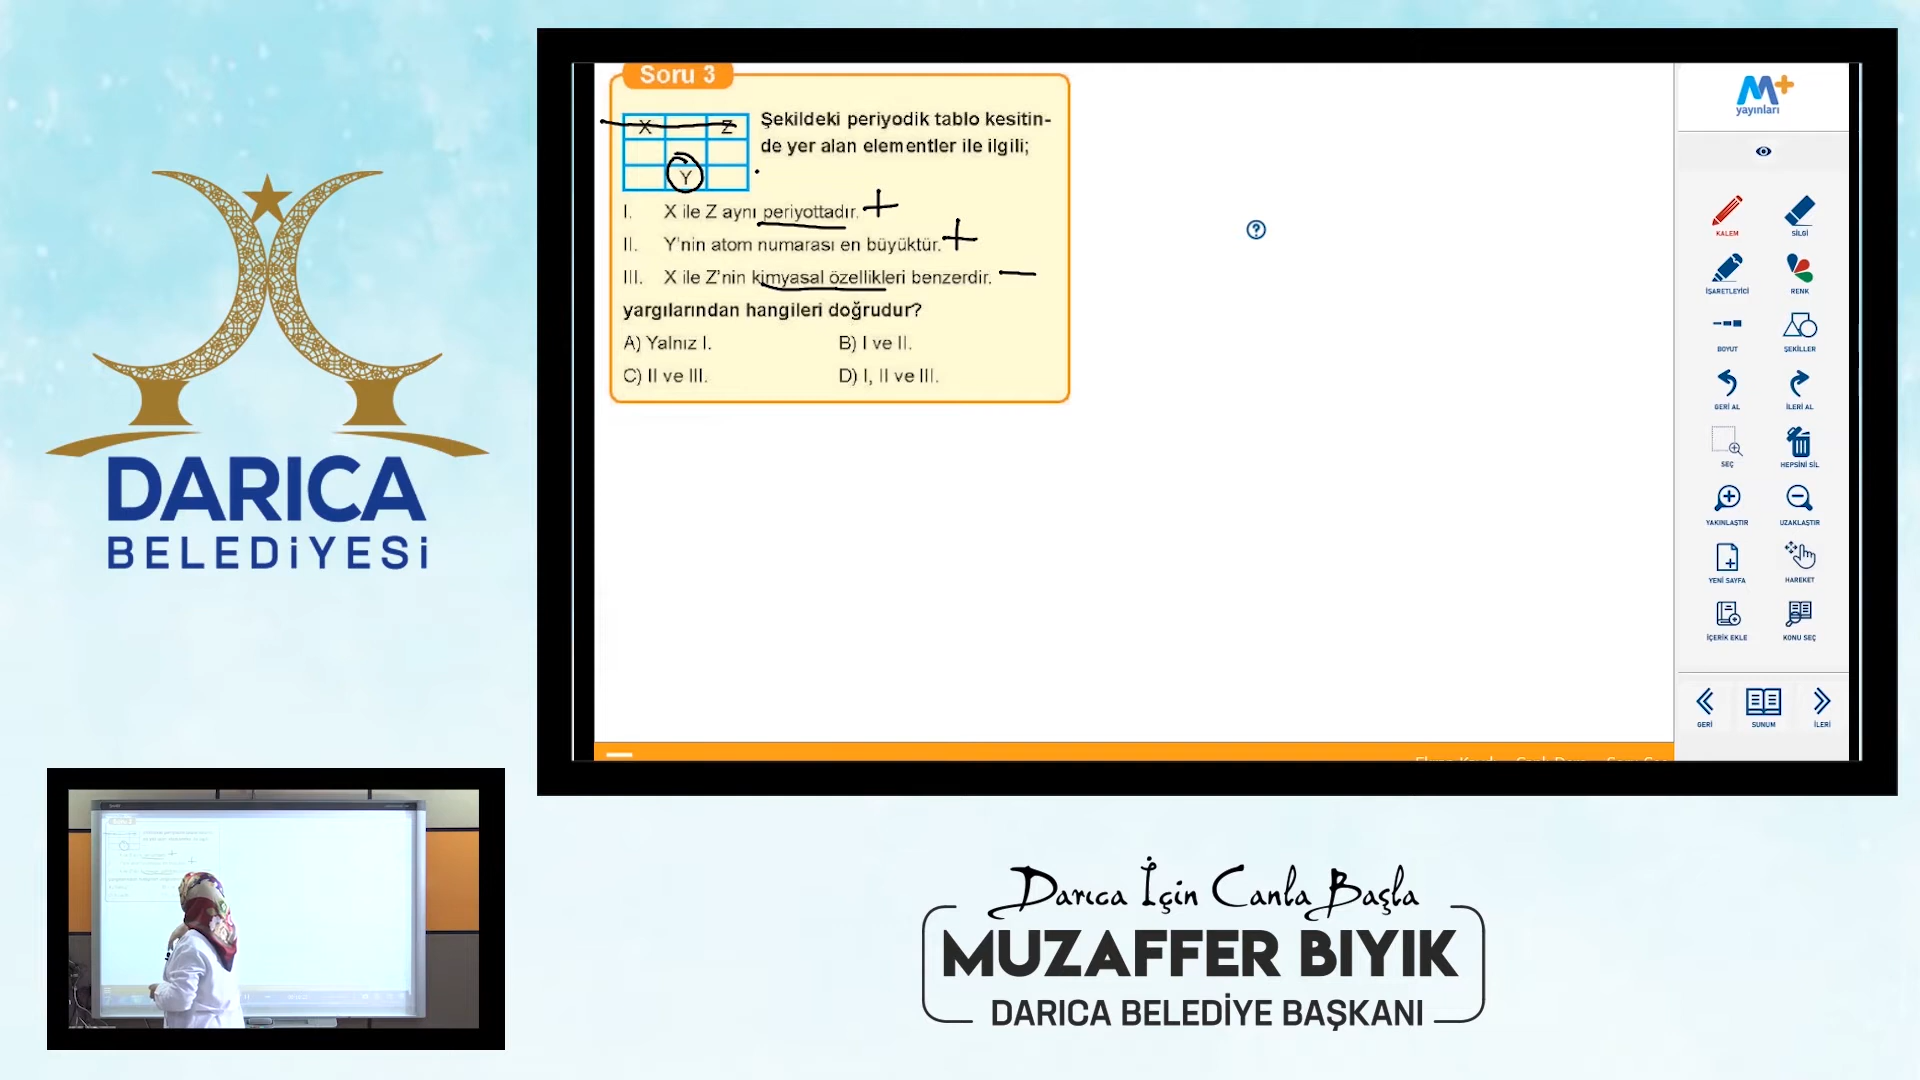 DARICA
BELEDİYESİ
Soru 3
X Z
Y
Şekildeki periyodik tablo kesitin-
de yer alan elementler ile ilgili;
I. X ile Z aynı periyottadır. +
II. Y'nin atom numarası en büyüktür. +
III. X ile Z'nin kimyasal özellikleri benzerdir. —
yargılarından hangileri doğrudur?
A) Yalnız I. B) I ve II.
C) II ve III. D) I, II ve III.
M+
yayınları
KALEM SİLGİ
İŞARETLEYİCİ RENK
BOYUT ŞEKİLLER
GERİ AL İLERİ AL
SEÇ HEPSİNİ SİL
YAKINLAŞTIR UZAKLAŞTIR
YENİ SAYFA HAREKET
İÇERİK EKLE KONU SEÇ
GERİ SUNUM İLERİ
Darıca İçin Canla Başla
MUZAFFER BIYIK
DARICA BELEDİYE BAŞKANI